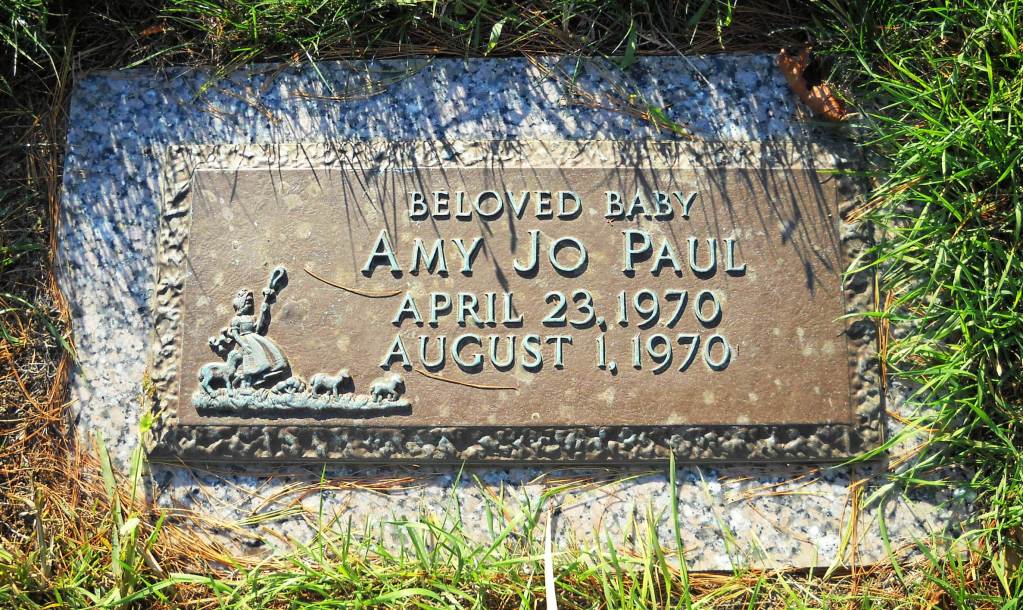 BELOVED BABY
AMY JO PAUL
APRIL 23, 1970
AUGUST 1, 1970